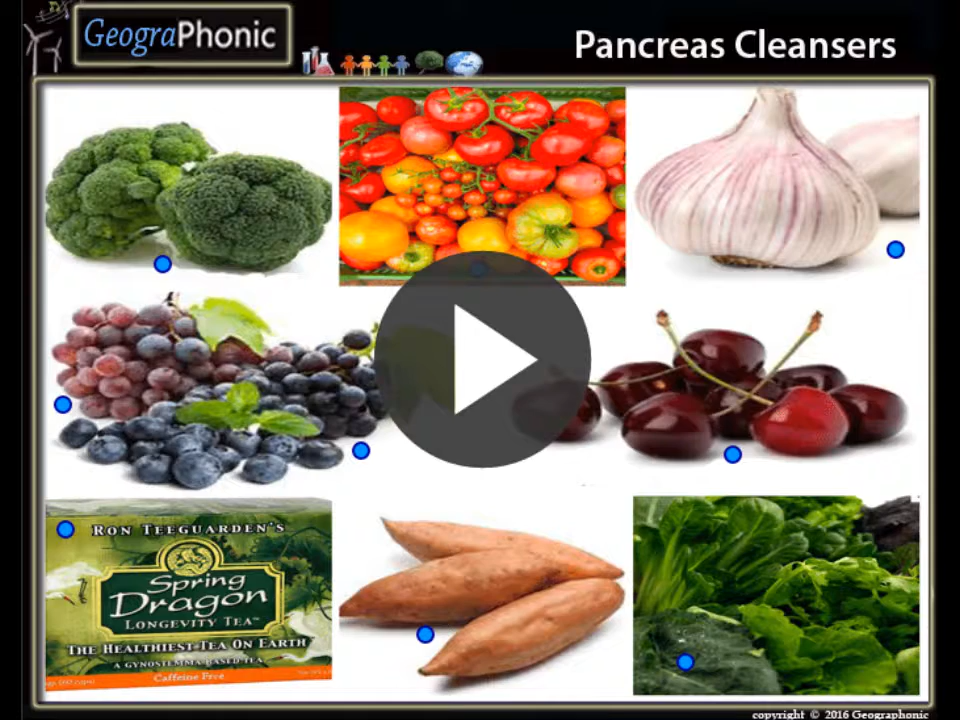 GeograPhonic
Pancreas Cleansers
RON TEEGUARDEN'S
Spring
Dragon
LONGEVITY TEA™
THE HEALTHIEST TEA ON EARTH
A GYNOSTEMMA-BASED TEA
Caffeine Free
copyright © 2016 Geographonic